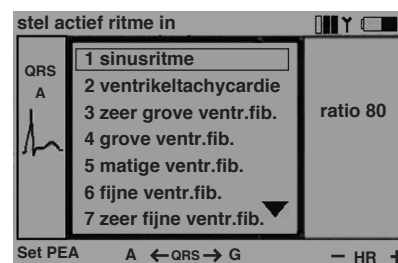 stel actief ritme in
QRS
A
1 sinusritme
2 ventrikeltachycardie
3 zeer grove ventr.fib.
4 grove ventr.fib.
5 matige ventr.fib.
6 fijne ventr.fib.
7 zeer fijne ventr.fib.
ratio 80
Set PEA A ←QRS→ G − HR +